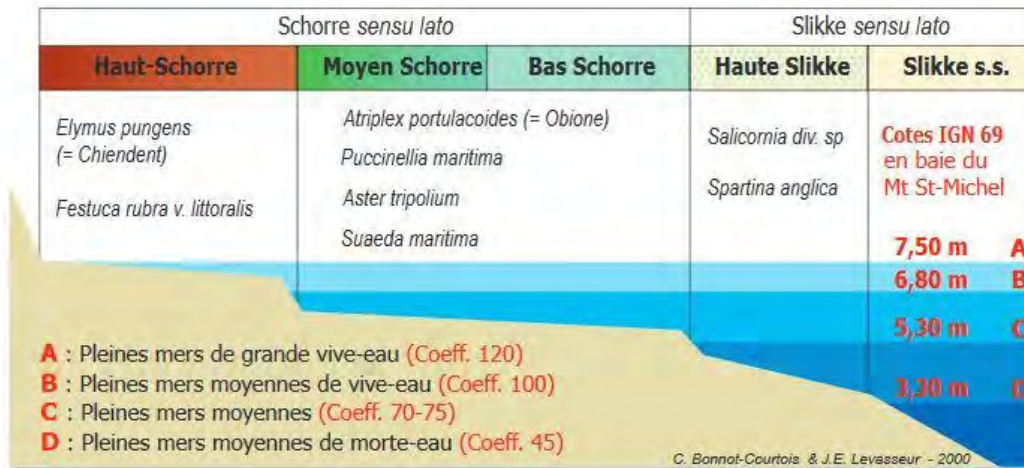 Schorre sensu lato
Slikke sensu lato
Haut-Schorre
Moyen Schorre
Bas Schorre
Haute Slikke
Slikke s.s.
Elymus pungens
(= Chiendent)
Festuca rubra v. littoralis
Atriplex portulacoides (= Obione)
Puccinellia maritima
Aster tripolium
Suaeda maritima
Salicornia div. sp
Spartina anglica
Cotes IGN 69
en baie du
Mt St-Michel
7,50 m A
6,80 m B
5,30 m C
3,20 m D
A : Pleines mers de grande vive-eau (Coeff. 120)
B : Pleines mers moyennes de vive-eau (Coeff. 100)
C : Pleines mers moyennes (Coeff. 70-75)
D : Pleines mers moyennes de morte-eau (Coeff. 45)
C. Bonnot-Courtois & J.E. Levasseur - 2000